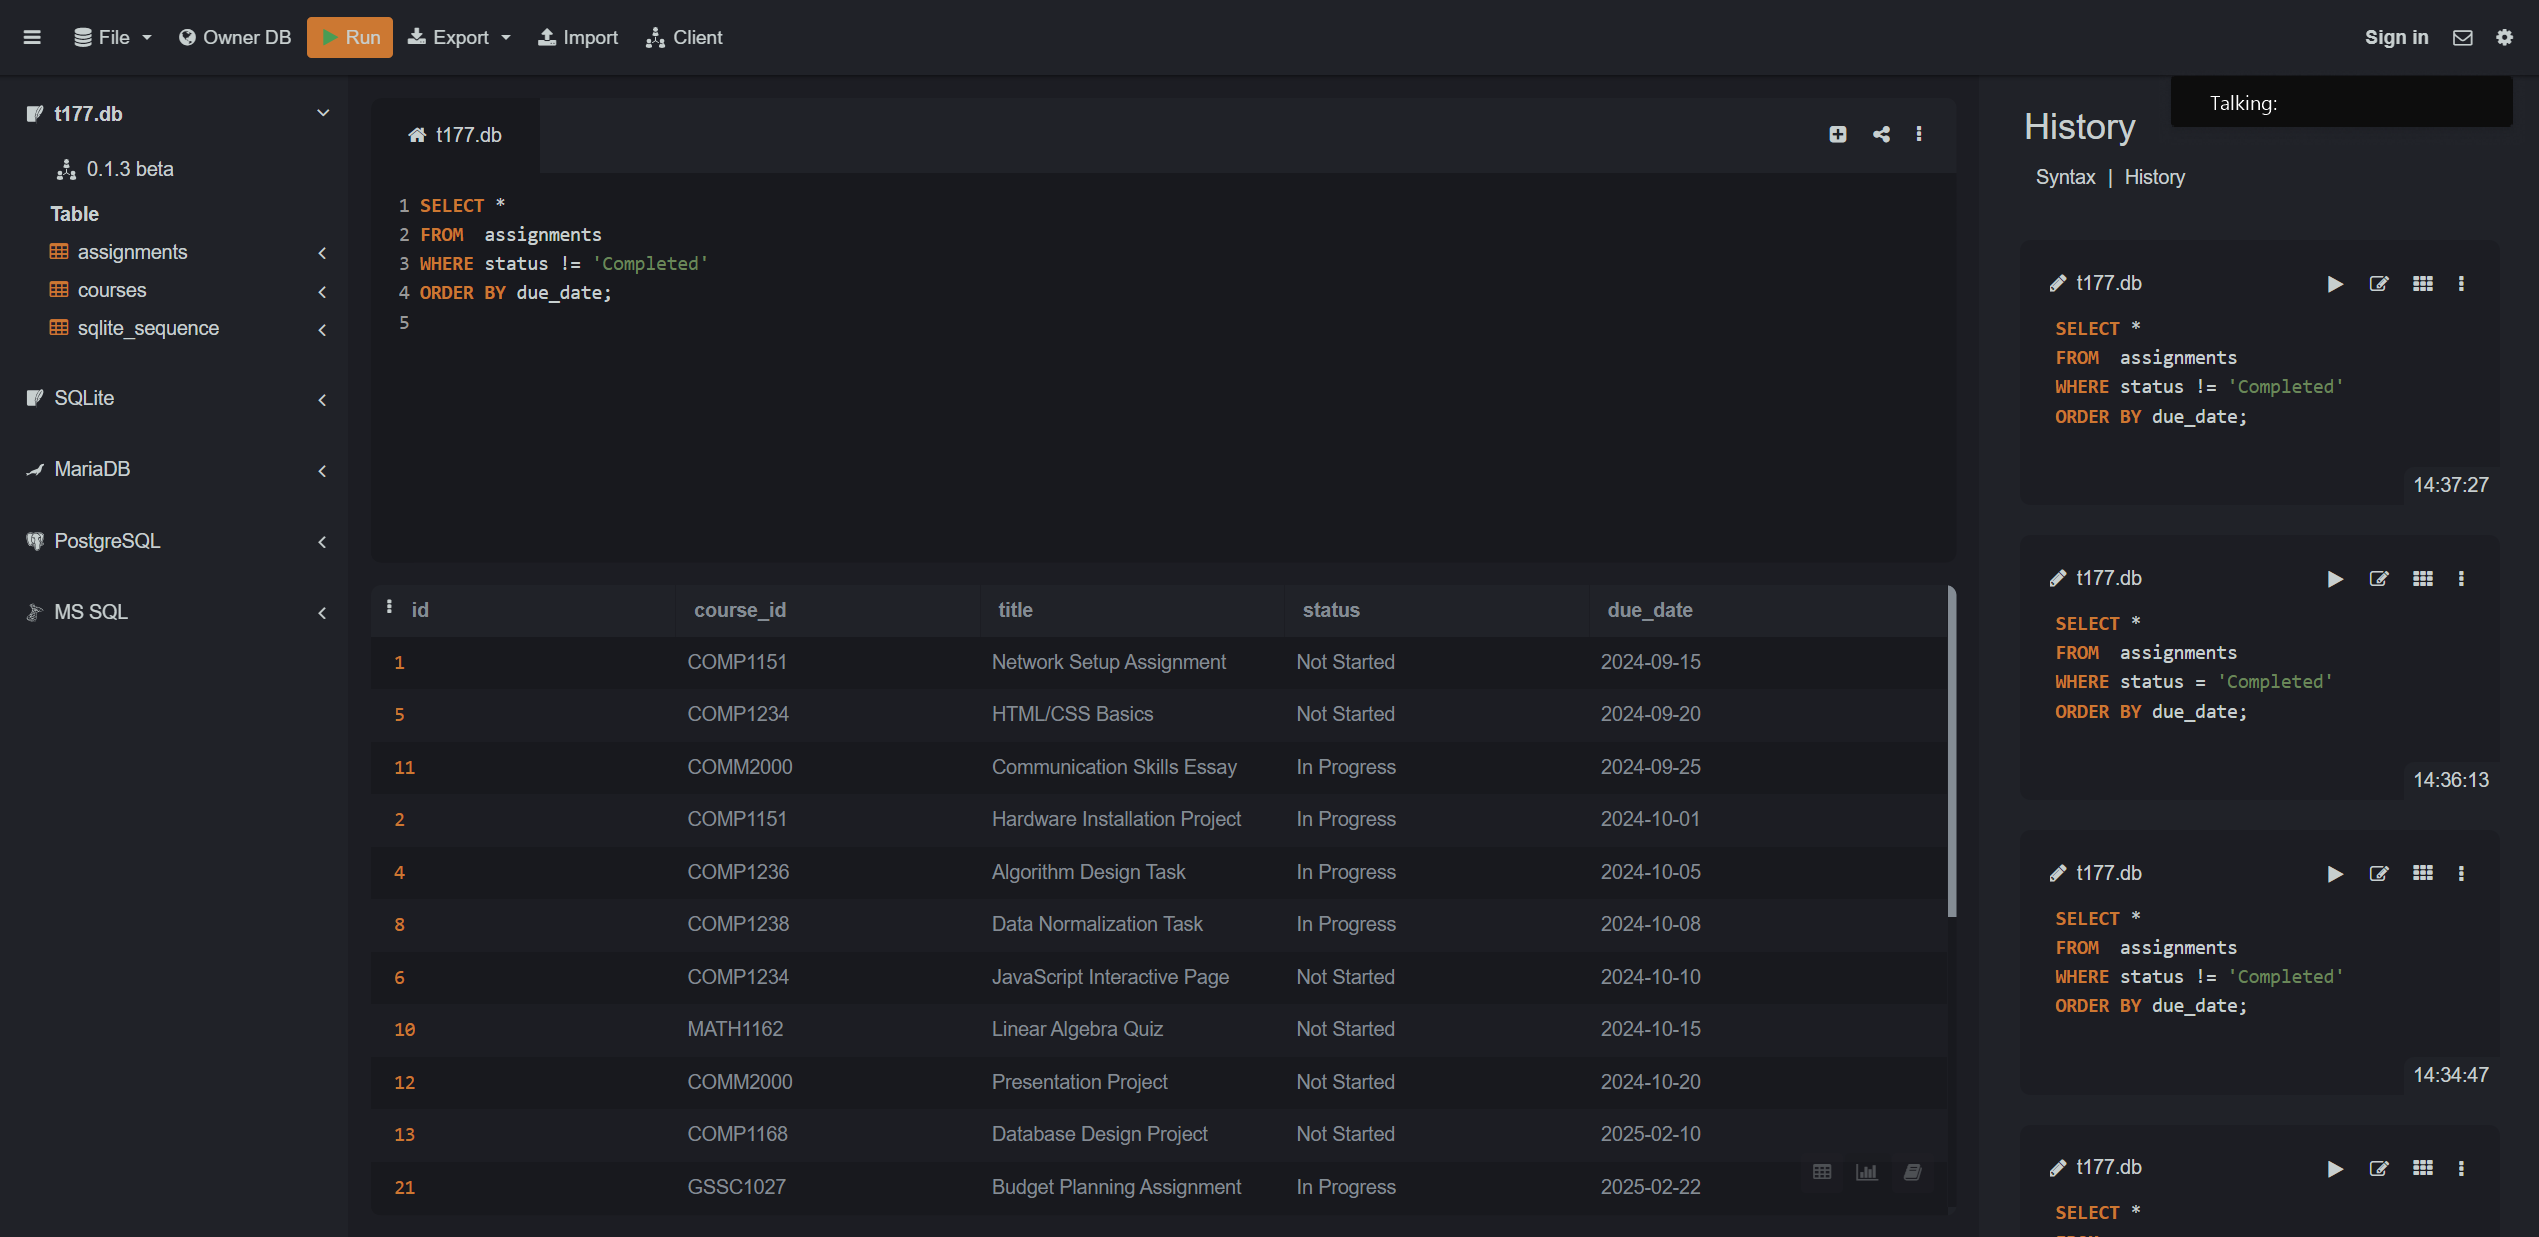 File Owner DB Run Export Import Client Sign in
Talking:
t177.db
0.1.3 beta
Table
assignments
courses
sqlite_sequence
SQLite
MariaDB
PostgreSQL
MS SQL
t177.db
1 SELECT *
2 FROM  assignments
3 WHERE status != 'Completed'
4 ORDER BY due_date;
5
id course_id title status due_date
1 COMP1151 Network Setup Assignment Not Started 2024-09-15
5 COMP1234 HTML/CSS Basics Not Started 2024-09-20
11 COMM2000 Communication Skills Essay In Progress 2024-09-25
2 COMP1151 Hardware Installation Project In Progress 2024-10-01
4 COMP1236 Algorithm Design Task In Progress 2024-10-05
8 COMP1238 Data Normalization Task In Progress 2024-10-08
6 COMP1234 JavaScript Interactive Page Not Started 2024-10-10
10 MATH1162 Linear Algebra Quiz Not Started 2024-10-15
12 COMM2000 Presentation Project Not Started 2024-10-20
13 COMP1168 Database Design Project Not Started 2025-02-10
21 GSSC1027 Budget Planning Assignment In Progress 2025-02-22
History
Syntax | History
t177.db
SELECT *
FROM  assignments
WHERE status != 'Completed'
ORDER BY due_date;
14:37:27
t177.db
SELECT *
FROM  assignments
WHERE status = 'Completed'
ORDER BY due_date;
14:36:13
t177.db
SELECT *
FROM  assignments
WHERE status != 'Completed'
ORDER BY due_date;
14:34:47
t177.db
SELECT *